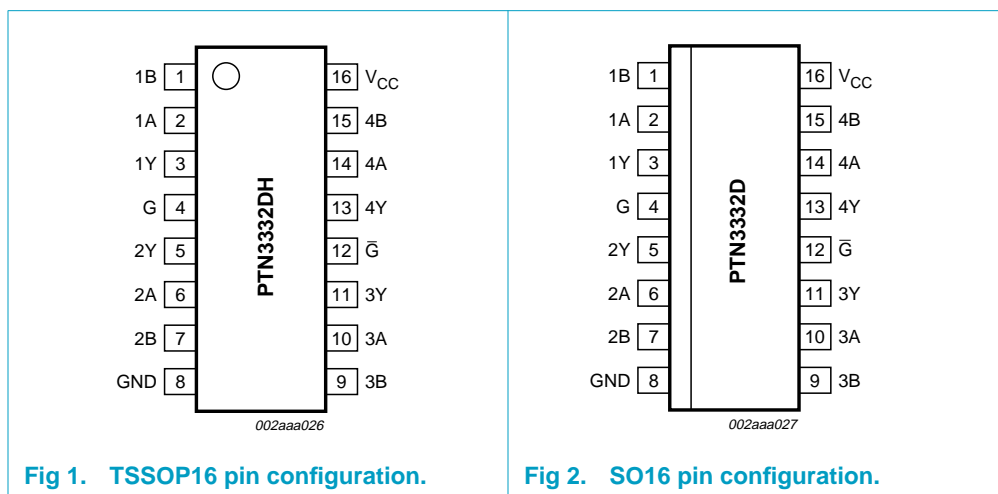 1B 1 16 VCC
1A 2 15 4B
1Y 3 14 4A
G 4 13 4Y
2Y 5 12 G̅
2A 6 11 3Y
2B 7 10 3A
GND 8 9 3B
PTN3332DH
002aaa026
Fig 1. TSSOP16 pin configuration.
1B 1 16 VCC
1A 2 15 4B
1Y 3 14 4A
G 4 13 4Y
2Y 5 12 G̅
2A 6 11 3Y
2B 7 10 3A
GND 8 9 3B
PTN3332D
002aaa027
Fig 2. SO16 pin configuration.